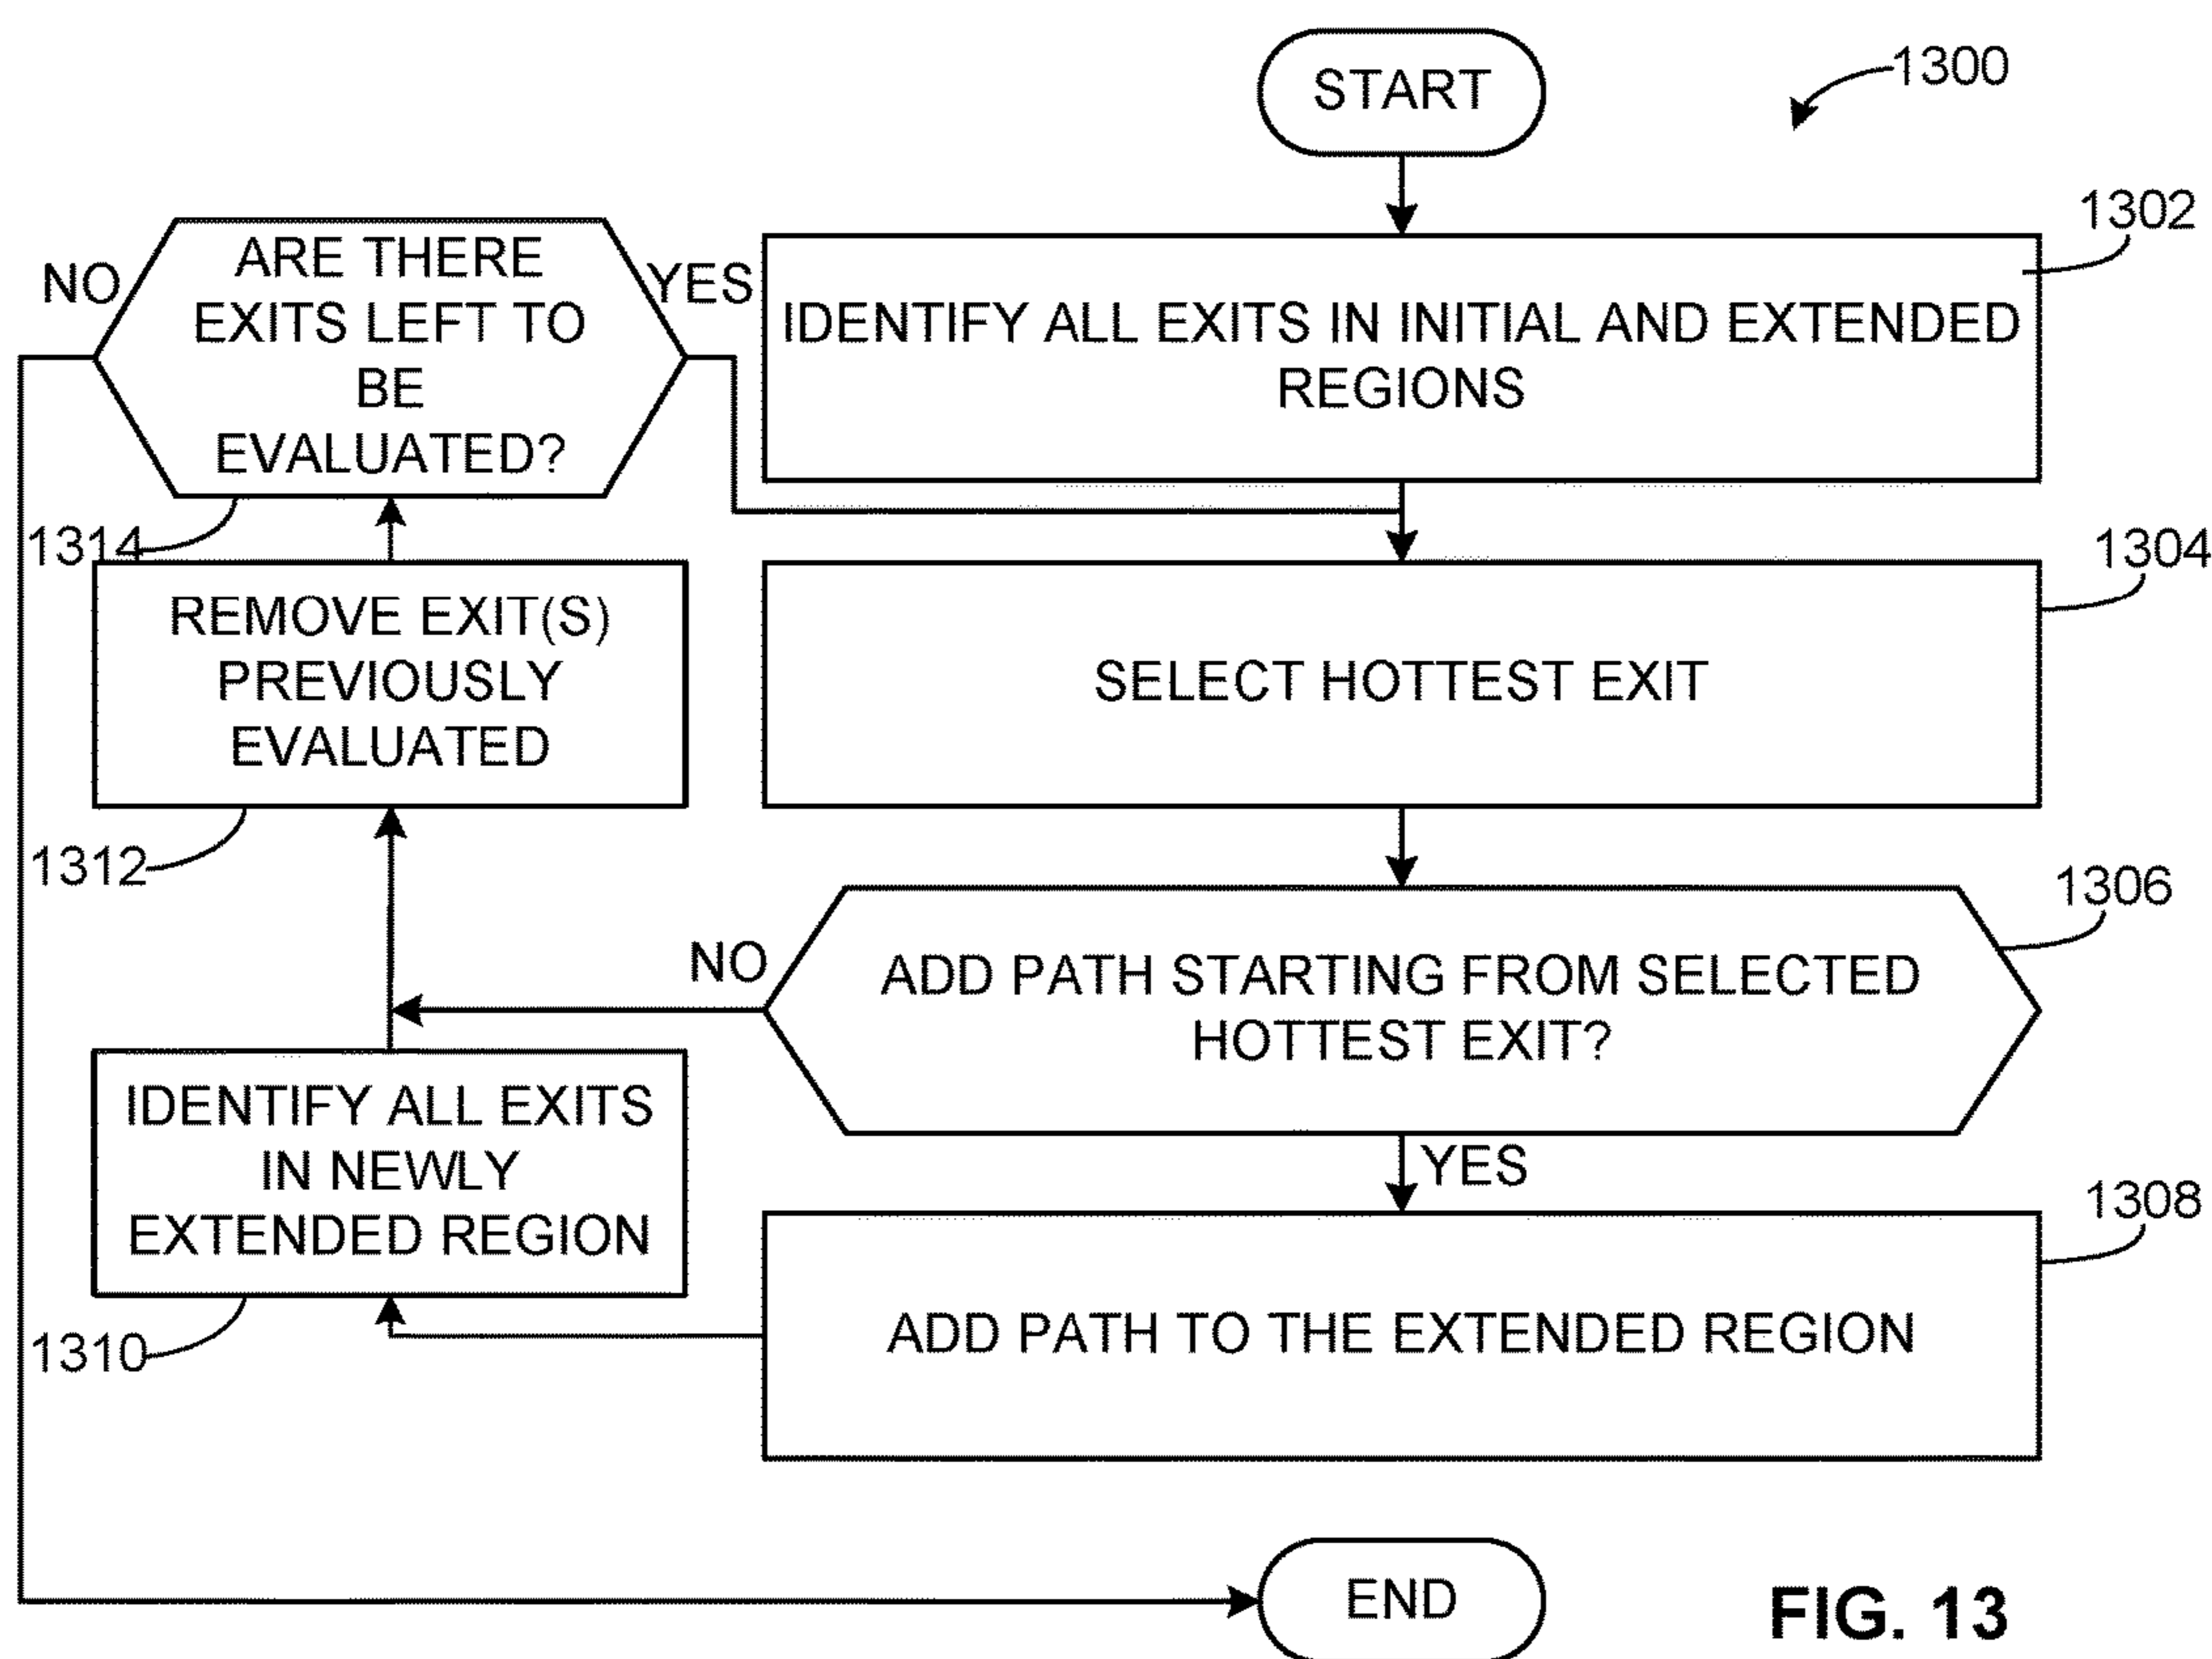 START
1300
1302
IDENTIFY ALL EXITS IN INITIAL AND EXTENDED
REGIONS
NO
ARE THERE
EXITS LEFT TO
BE
EVALUATED?
YES
1314
1304
SELECT HOTTEST EXIT
REMOVE EXIT(S)
PREVIOUSLY
EVALUATED
1312
1306
ADD PATH STARTING FROM SELECTED
HOTTEST EXIT?
NO
YES
IDENTIFY ALL EXITS
IN NEWLY
EXTENDED REGION
1310
1308
ADD PATH TO THE EXTENDED REGION
END
FIG. 13